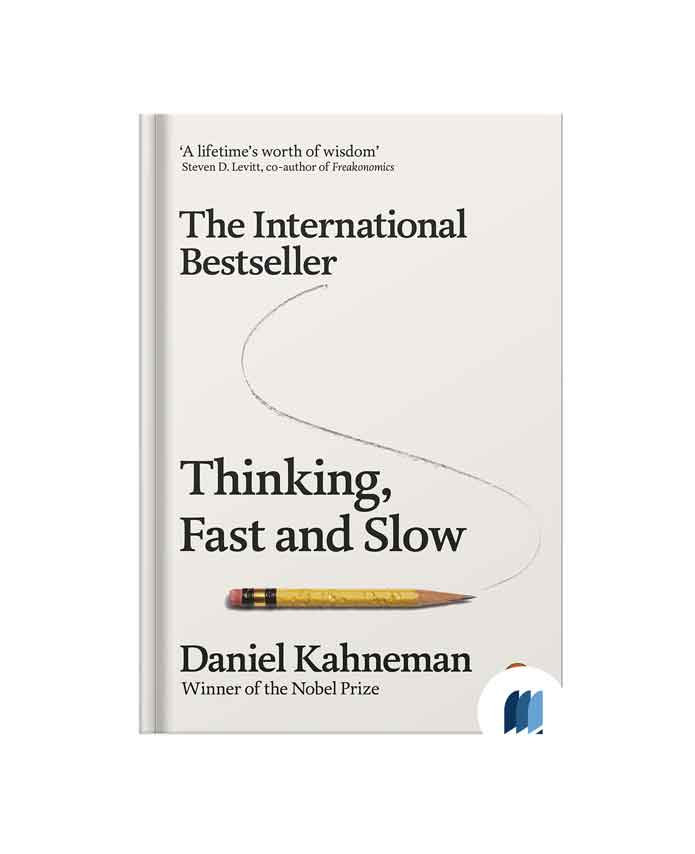 ‘A lifetime’s worth of wisdom’
Steven D. Levitt, co-author of Freakonomics
The International
Bestseller
Thinking,
Fast and Slow
Daniel Kahneman
Winner of the Nobel Prize